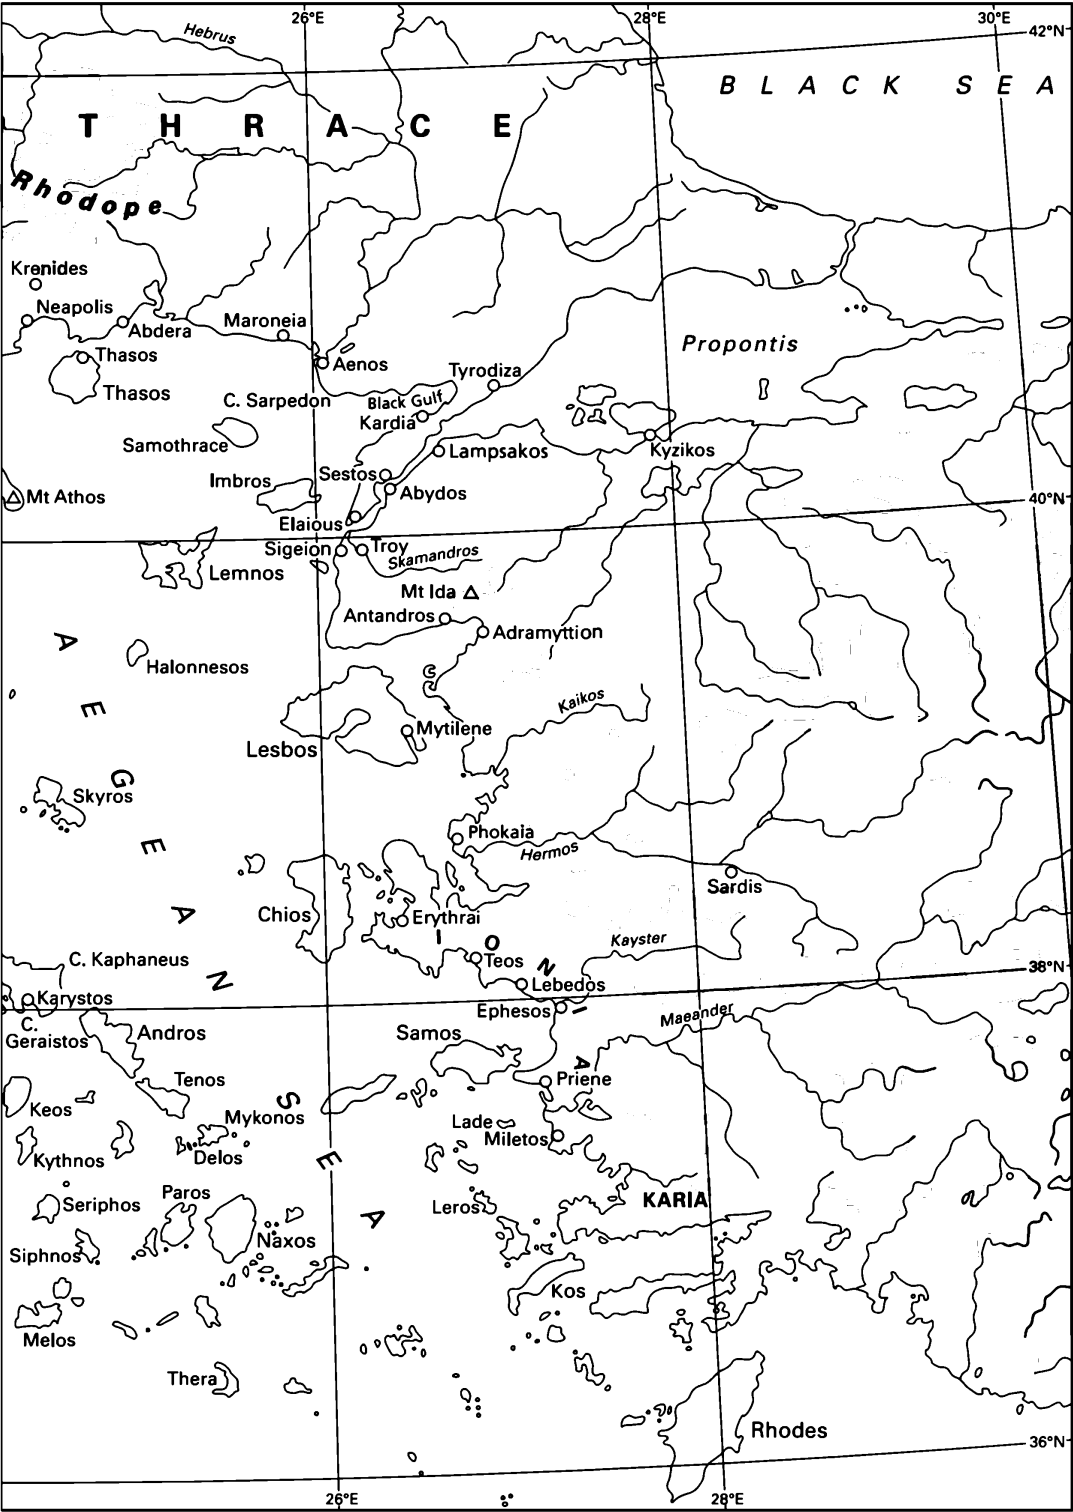 26°E
28°E
30°E
42°N
Hebrus
BLACK SEA
THRACE
Rhodope
Krenides
Neapolis
Abdera
Maroneia
Thasos
Thasos
Aenos
Propontis
Tyrodiza
C. Sarpedon
Black Gulf
Kardia
Samothrace
Lampsakos
Kyzikos
Imbros
Sestos
Abydos
Mt Athos
40°N
Elaious
Sigeion
Troy
Skamandros
Lemnos
Mt Ida
Antandros
Adramyttion
Halonnesos
AEGEAN SEA
Kaikos
Mytilene
Lesbos
Skyros
Phokaia
Hermos
Sardis
Chios
Erythrai
IONIA
Kayster
Teos
C. Kaphaneus
Lebedos
38°N
Karystos
Ephesos
Maeander
C.
Geraistos
Andros
Samos
Tenos
Priene
Keos
Mykonos
Lade
Miletos
Kythnos
Delos
Paros
Seriphos
Leros
KARIA
Naxos
Siphnos
Kos
Melos
Thera
Rhodes
36°N
26°E
28°E